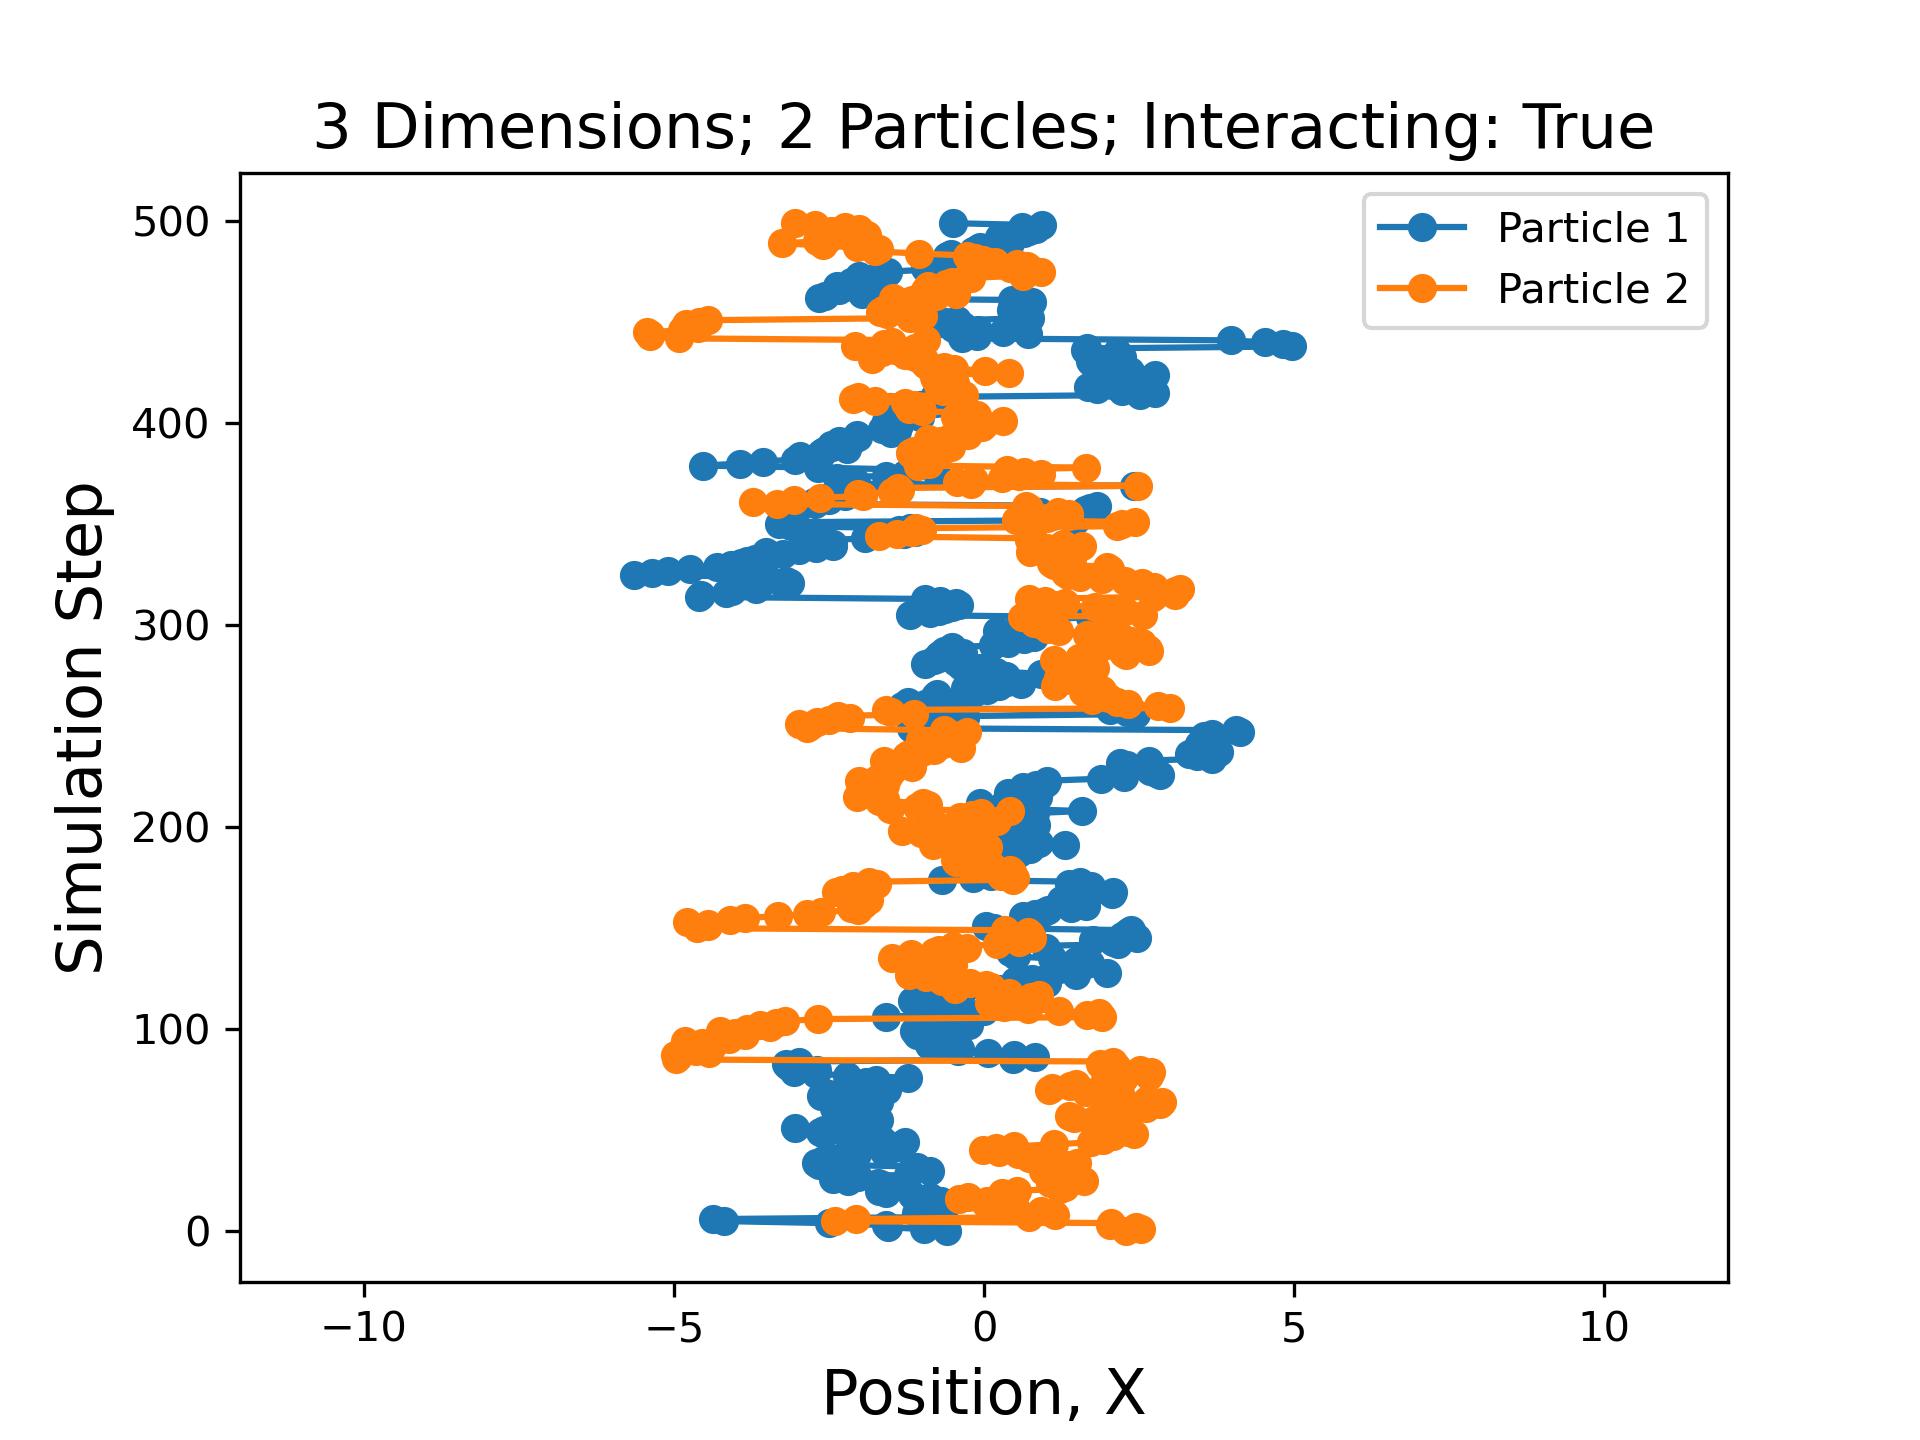 3 Dimensions; 2 Particles; Interacting: True
Particle 1
Particle 2
500
400
300
200
100
0
Simulation Step
−10
−5
0
5
10
Position, X